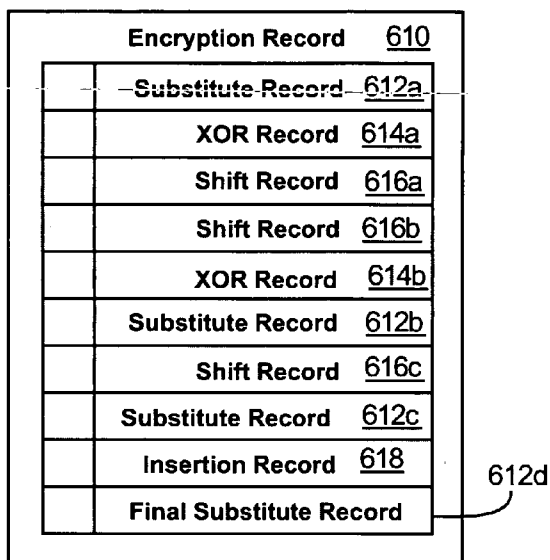 Encryption Record 610
Substitute Record 612a
XOR Record 614a
Shift Record 616a
Shift Record 616b
XOR Record 614b
Substitute Record 612b
Shift Record 616c
Substitute Record 612c
Insertion Record 618
Final Substitute Record
612d